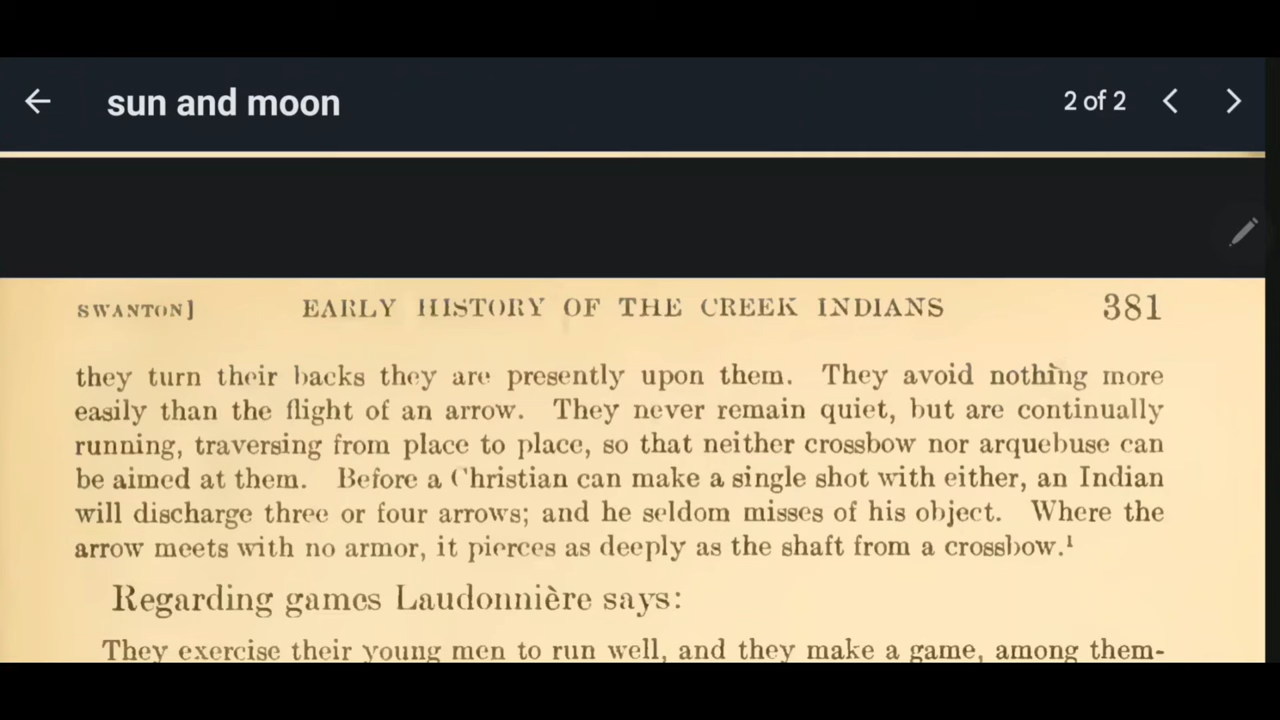 sun and moon
2 of 2
SWANTON] EARLY HISTORY OF THE CREEK INDIANS 381
they turn their backs they are presently upon them. They avoid nothing more
easily than the flight of an arrow. They never remain quiet, but are continually
running, traversing from place to place, so that neither crossbow nor arquebuse can
be aimed at them. Before a Christian can make a single shot with either, an Indian
will discharge three or four arrows; and he seldom misses of his object. Where the
arrow meets with no armor, it pierces as deeply as the shaft from a crossbow.¹
Regarding games Laudonnière says:
They exercise their young men to run well, and they make a game, among them-